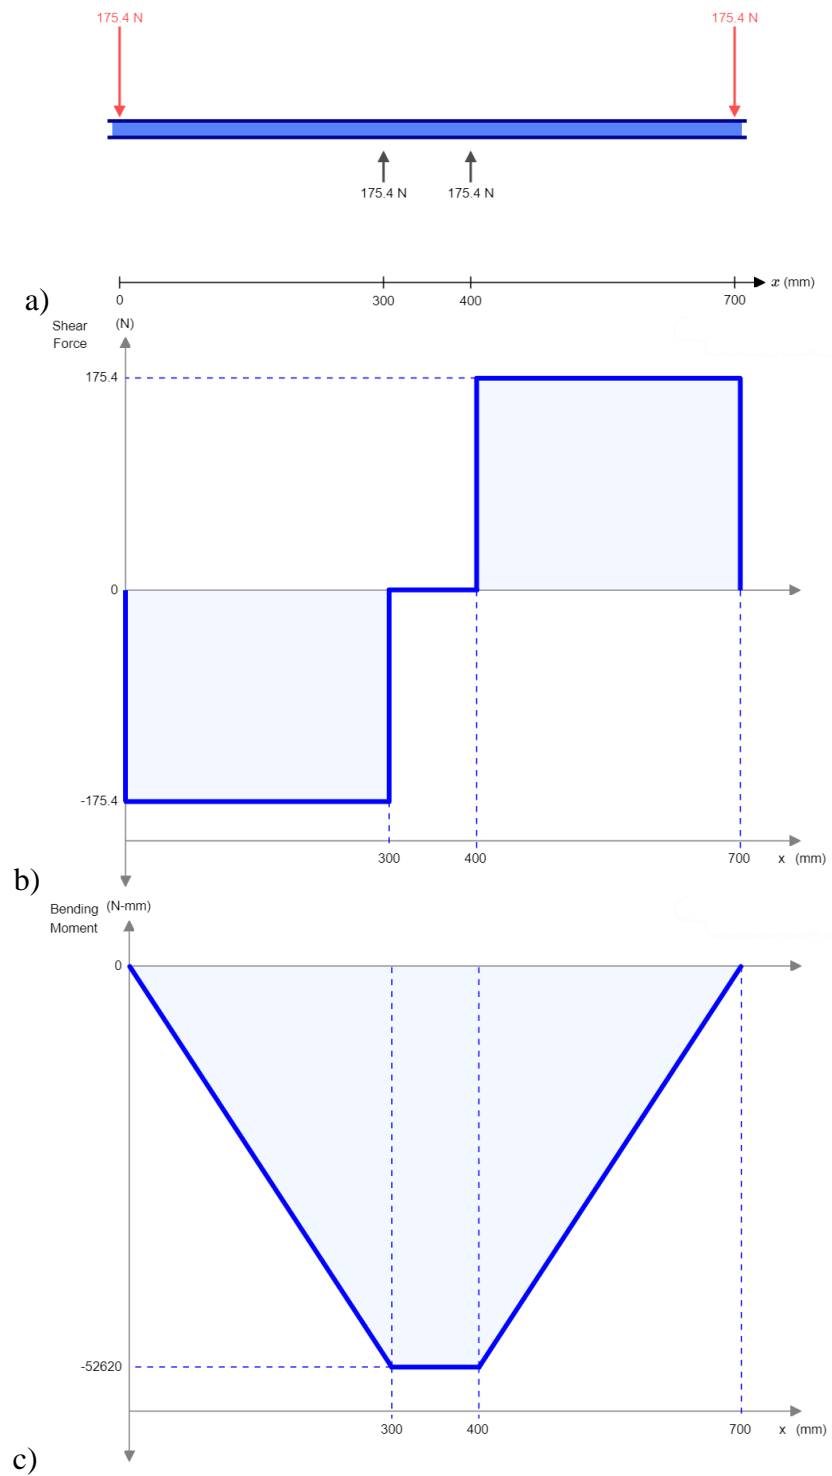 175.4 N 175.4 N
175.4 N 175.4 N
x (mm)
a)
0 300 400 700
Shear
Force
(N)
175.4
0
-175.4
300 400 700 x (mm)
b)
Bending
Moment
(N-mm)
0
-52620
300 400 700 x (mm)
c)